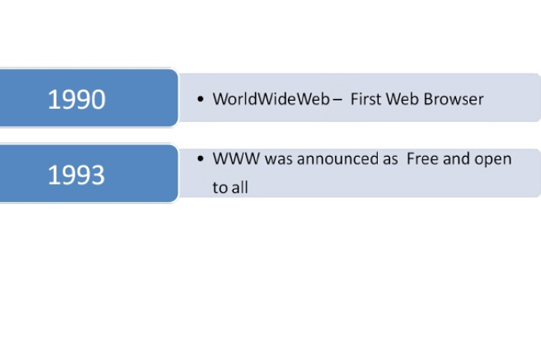 1990
• WorldWideWeb – First Web Browser
1993
• WWW was announced as Free and open
to all